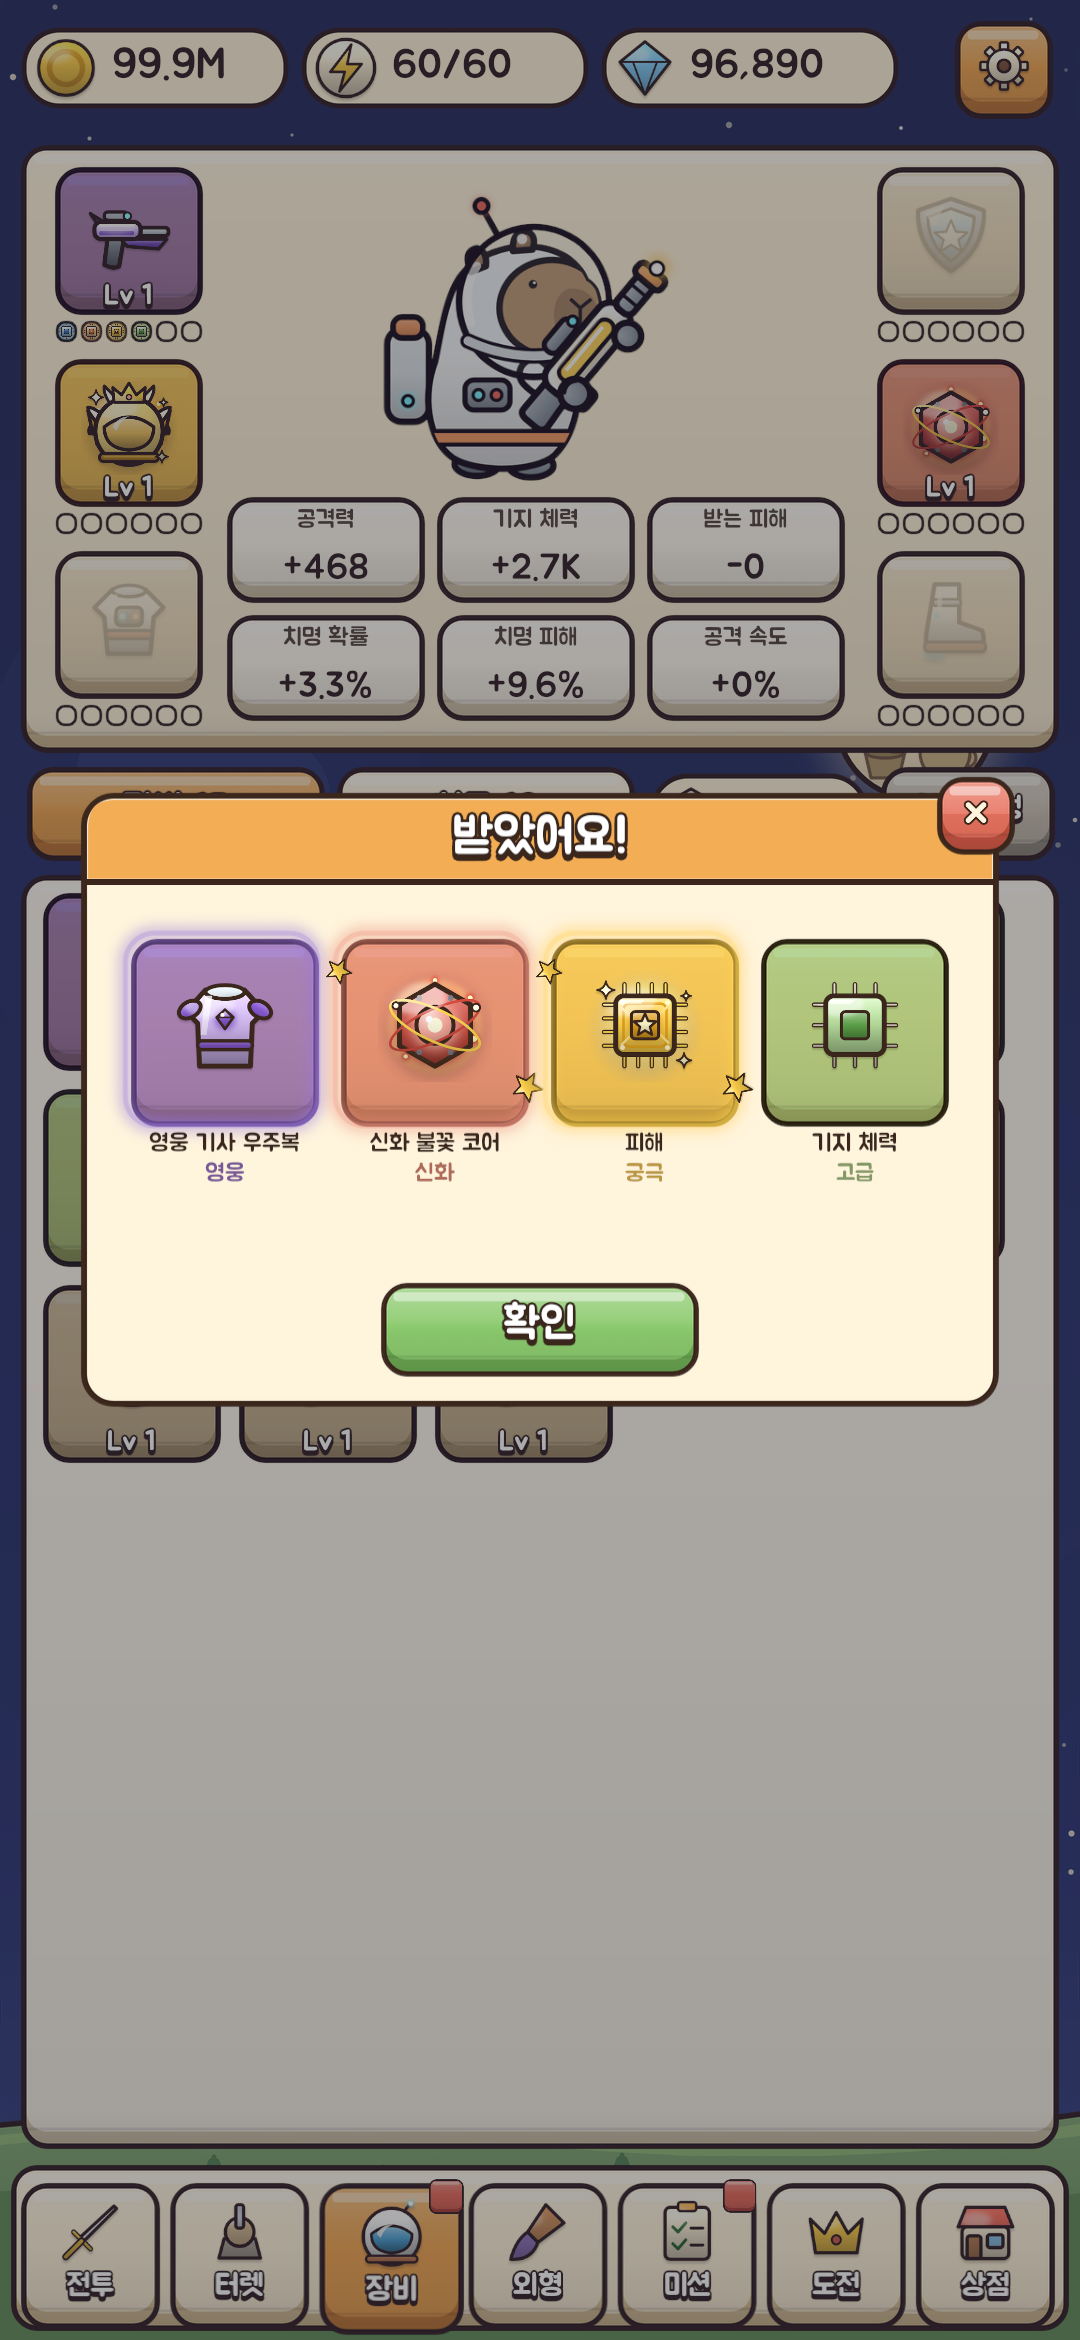 99.9M
60/60
96,890
Lv 1
Lv 1
Lv 1
공격력
기지 체력
받는 피해
+468
+2.7K
-0
치명 확률
치명 피해
공격 속도
+3.3%
+9.6%
+0%
받았어요!
영웅 기사 우주복
신화 불꽃 코어
피해
기지 체력
영웅
신화
궁극
고급
확인
Lv 1
Lv 1
Lv 1
전투
터렛
장비
외형
미션
도전
상점